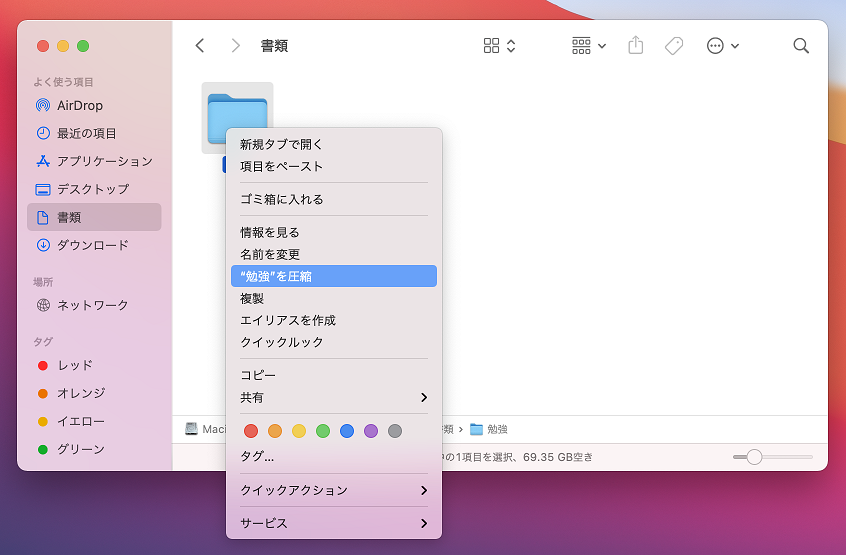 書類
よく使う項目
AirDrop
最近の項目
アプリケーション
デスクトップ
書類
ダウンロード
場所
ネットワーク
タグ
レッド
オレンジ
イエロー
グリーン
新規タブで開く
項目をペースト
ゴミ箱に入れる
情報を見る
名前を変更
“勉強”を圧縮
複製
エイリアスを作成
クイックルック
コピー
共有
タグ...
クイックアクション
サービス
類 › 勉強
の1項目を選択、69.35 GB空き